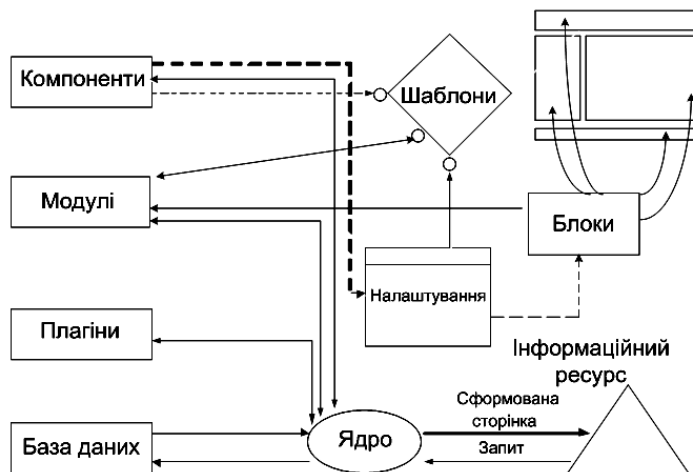 Компоненти
Шаблони
Модулі
Блоки
Налаштування
Плагіни
Інформаційний
ресурс
Сформована
сторінка
База даних
Ядро
Запит